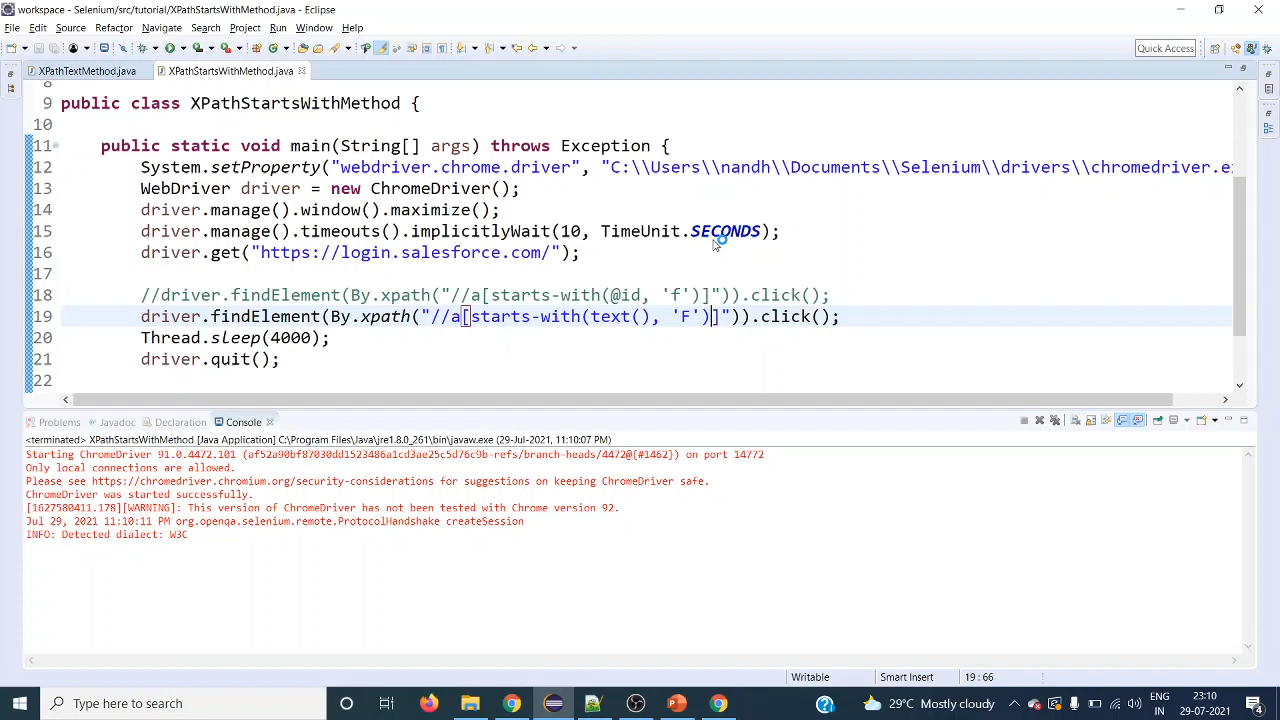 workspace - Selenium/src/tutorial/XPathStartsWithMethod.java - Eclipse
File Edit Source Refactor Navigate Search Project Run Window Help
Quick Access
XPathTextMethod.java XPathStartsWithMethod.java
8
9 public class XPathStartsWithMethod {
10
11 public static void main(String[] args) throws Exception {
12 System.setProperty("webdriver.chrome.driver", "C:\\Users\\nandh\\Documents\\Selenium\\drivers\\chromedriver.e
13 WebDriver driver = new ChromeDriver();
14 driver.manage().window().maximize();
15 driver.manage().timeouts().implicitlyWait(10, TimeUnit.SECONDS);
16 driver.get("https://login.salesforce.com/");
17
18 //driver.findElement(By.xpath("//a[starts-with(@id, 'f')]")).click();
19 driver.findElement(By.xpath("//a[starts-with(text(), 'F')]")).click();
20 Thread.sleep(4000);
21 driver.quit();
22
Problems Javadoc Declaration Console
<terminated> XPathStartsWithMethod [Java Application] C:\Program Files\Java\jre1.8.0_261\bin\javaw.exe (29-Jul-2021, 11:10:07 PM)
Starting ChromeDriver 91.0.4472.101 (af52a90bf87030dd1523486a1cd3ae25c5d76c9b-refs/branch-heads/4472@{#1462}) on port 14772
Only local connections are allowed.
Please see https://chromedriver.chromium.org/security-considerations for suggestions on keeping ChromeDriver safe.
ChromeDriver was started successfully.
[1627580411.178][WARNING]: This version of ChromeDriver has not been tested with Chrome version 92.
Jul 29, 2021 11:10:11 PM org.openqa.selenium.remote.ProtocolHandshake createSession
INFO: Detected dialect: W3C
Writable Smart Insert 19 : 66
Type here to search
29°C Mostly cloudy
ENG
IN
23:10
29-07-2021
4